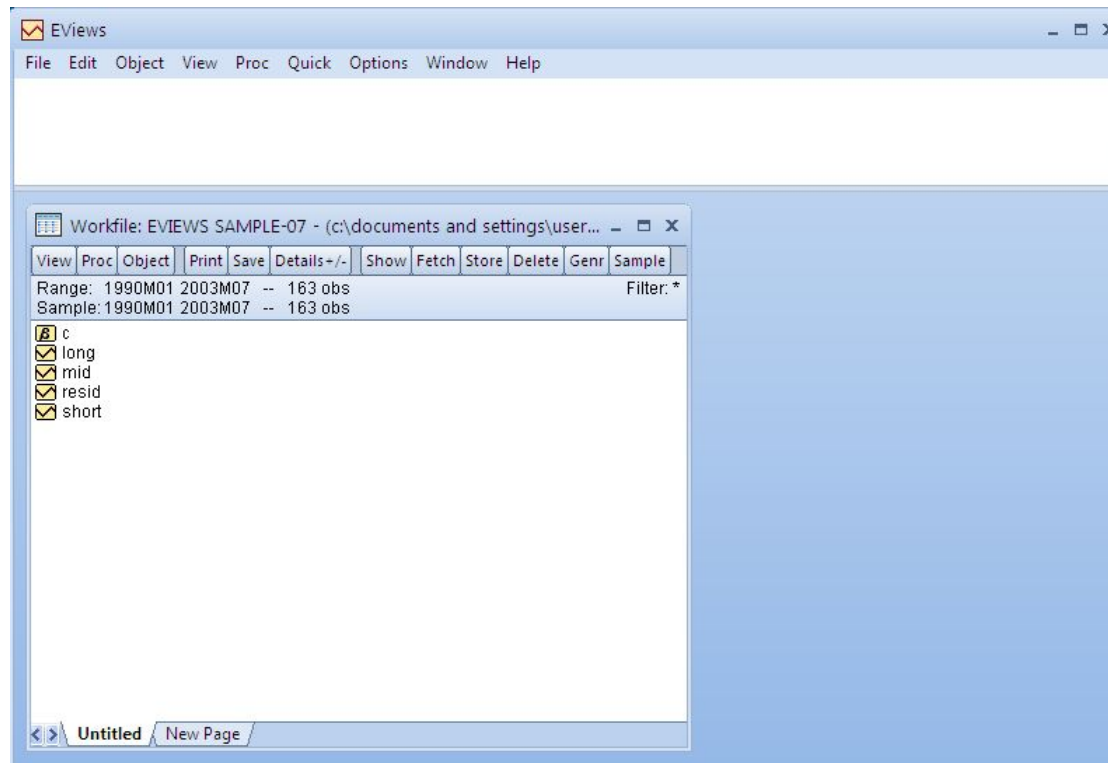 EViews
File Edit Object View Proc Quick Options Window Help
Workfile: EVIEWS SAMPLE-07 - (c:\documents and settings\user...
View Proc Object Print Save Details+/- Show Fetch Store Delete Genr Sample
Range: 1990M01 2003M07 -- 163 obs Filter: *
Sample: 1990M01 2003M07 -- 163 obs
β c
long
mid
resid
short
Untitled New Page